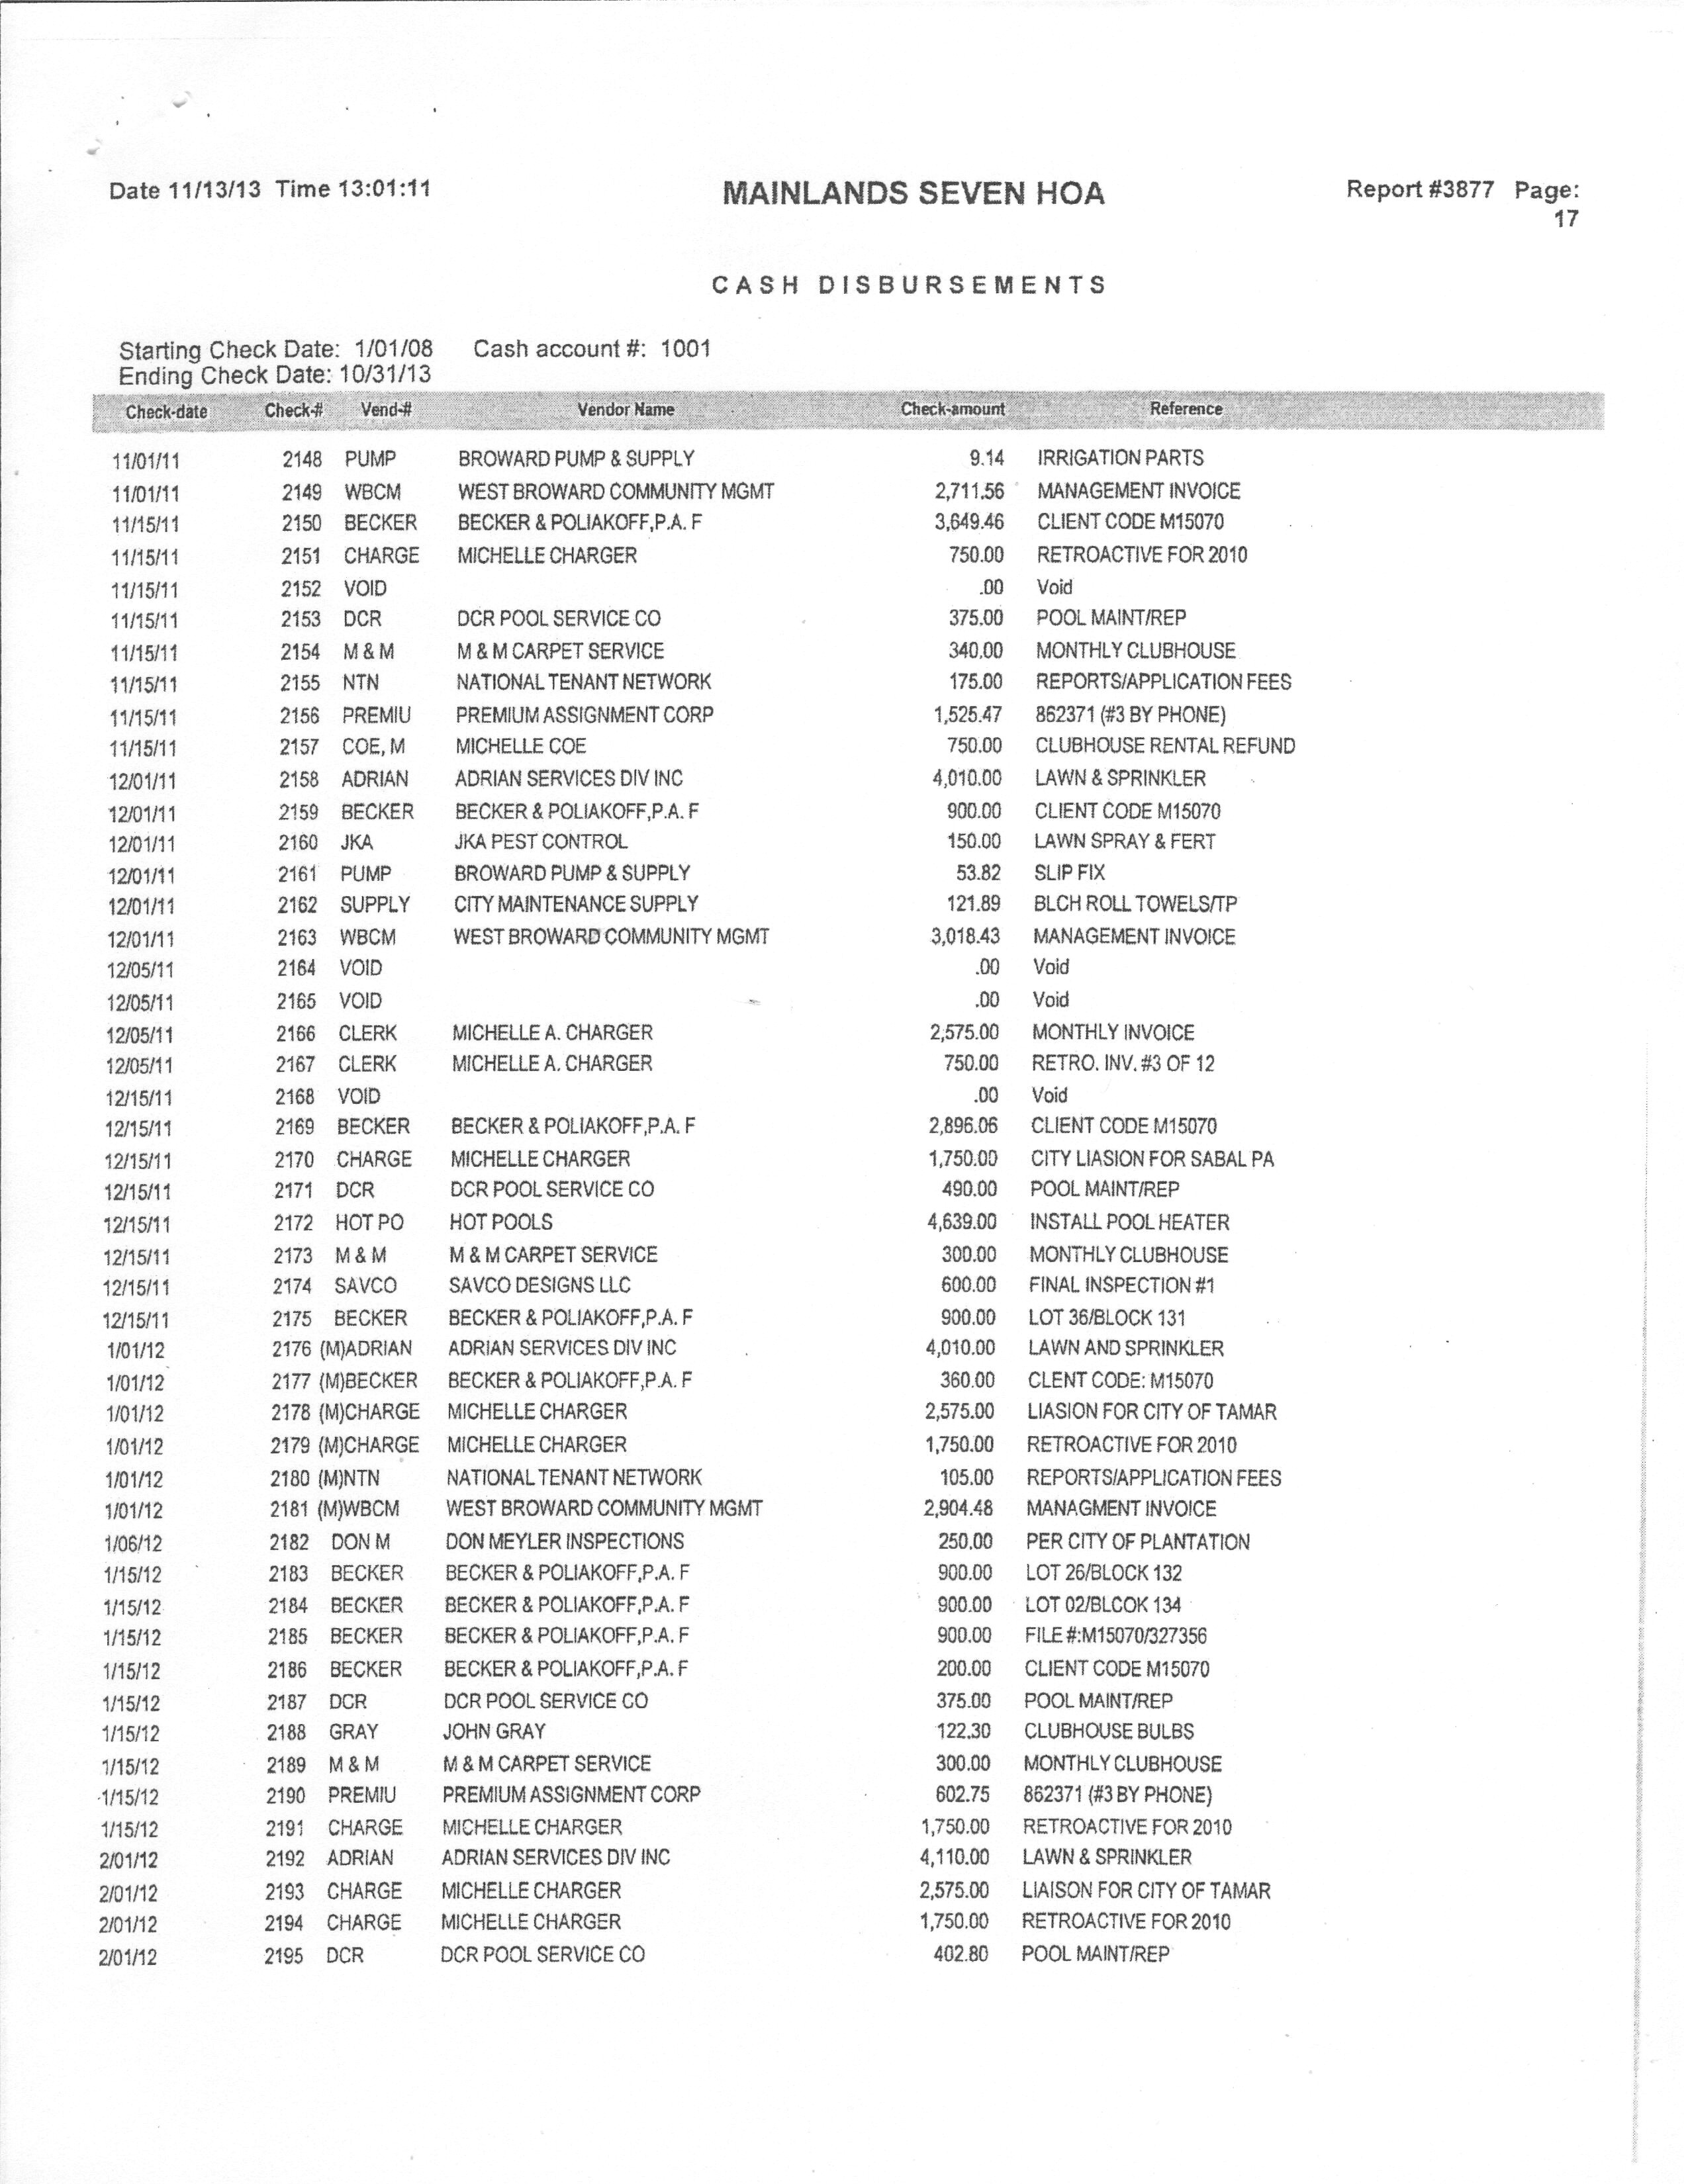 Date 11/13/13 Time 13:01:11 MAINLANDS SEVEN HOA Report #3877 Page:
17
CASH DISBURSEMENTS
Starting Check Date: 1/01/08 Cash account #: 1001
Ending Check Date: 10/31/13
Check-date Check-# Vend-# Vendor Name Check-amount Reference
11/01/11 2148 PUMP BROWARD PUMP & SUPPLY 9.14 IRRIGATION PARTS
11/01/11 2149 WBCM WEST BROWARD COMMUNITY MGMT 2,711.56 MANAGEMENT INVOICE
11/15/11 2150 BECKER BECKER & POLIAKOFF,P.A. F 3,649.46 CLIENT CODE M15070
11/15/11 2151 CHARGE MICHELLE CHARGER 750.00 RETROACTIVE FOR 2010
11/15/11 2152 VOID .00 Void
11/15/11 2153 DCR DCR POOL SERVICE CO 375.00 POOL MAINT/REP
11/15/11 2154 M & M M & M CARPET SERVICE 340.00 MONTHLY CLUBHOUSE
11/15/11 2155 NTN NATIONAL TENANT NETWORK 175.00 REPORTS/APPLICATION FEES
11/15/11 2156 PREMIU PREMIUM ASSIGNMENT CORP 1,525.47 862371 (#3 BY PHONE)
11/15/11 2157 COE, M MICHELLE COE 750.00 CLUBHOUSE RENTAL REFUND
12/01/11 2158 ADRIAN ADRIAN SERVICES DIV INC 4,010.00 LAWN & SPRINKLER
12/01/11 2159 BECKER BECKER & POLIAKOFF,P.A. F 900.00 CLIENT CODE M15070
12/01/11 2160 JKA JKA PEST CONTROL 150.00 LAWN SPRAY & FERT
12/01/11 2161 PUMP BROWARD PUMP & SUPPLY 53.82 SLIP FIX
12/01/11 2162 SUPPLY CITY MAINTENANCE SUPPLY 121.89 BLCH ROLL TOWELS/TP
12/01/11 2163 WBCM WEST BROWARD COMMUNITY MGMT 3,018.43 MANAGEMENT INVOICE
12/05/11 2164 VOID .00 Void
12/05/11 2165 VOID .00 Void
12/05/11 2166 CLERK MICHELLE A. CHARGER 2,575.00 MONTHLY INVOICE
12/05/11 2167 CLERK MICHELLE A. CHARGER 750.00 RETRO. INV. #3 OF 12
12/15/11 2168 VOID .00 Void
12/15/11 2169 BECKER BECKER & POLIAKOFF,P.A. F 2,896.06 CLIENT CODE M15070
12/15/11 2170 CHARGE MICHELLE CHARGER 1,750.00 CITY LIASION FOR SABAL PA
12/15/11 2171 DCR DCR POOL SERVICE CO 490.00 POOL MAINT/REP
12/15/11 2172 HOT PO HOT POOLS 4,639.00 INSTALL POOL HEATER
12/15/11 2173 M & M M & M CARPET SERVICE 300.00 MONTHLY CLUBHOUSE
12/15/11 2174 SAVCO SAVCO DESIGNS LLC 600.00 FINAL INSPECTION #1
12/15/11 2175 BECKER BECKER & POLIAKOFF,P.A. F 900.00 LOT 36/BLOCK 131
1/01/12 2176 (M)ADRIAN ADRIAN SERVICES DIV INC 4,010.00 LAWN AND SPRINKLER
1/01/12 2177 (M)BECKER BECKER & POLIAKOFF,P.A. F 360.00 CLENT CODE: M15070
1/01/12 2178 (M)CHARGE MICHELLE CHARGER 2,575.00 LIASION FOR CITY OF TAMAR
1/01/12 2179 (M)CHARGE MICHELLE CHARGER 1,750.00 RETROACTIVE FOR 2010
1/01/12 2180 (M)NTN NATIONAL TENANT NETWORK 105.00 REPORTS/APPLICATION FEES
1/01/12 2181 (M)WBCM WEST BROWARD COMMUNITY MGMT 2,904.48 MANAGMENT INVOICE
1/06/12 2182 DON M DON MEYLER INSPECTIONS 250.00 PER CITY OF PLANTATION
1/15/12 2183 BECKER BECKER & POLIAKOFF,P.A. F 900.00 LOT 26/BLOCK 132
1/15/12 2184 BECKER BECKER & POLIAKOFF,P.A. F 900.00 LOT 02/BLCOK 134
1/15/12 2185 BECKER BECKER & POLIAKOFF,P.A. F 900.00 FILE #:M15070/327356
1/15/12 2186 BECKER BECKER & POLIAKOFF,P.A. F 200.00 CLIENT CODE M15070
1/15/12 2187 DCR DCR POOL SERVICE CO 375.00 POOL MAINT/REP
1/15/12 2188 GRAY JOHN GRAY 122.30 CLUBHOUSE BULBS
1/15/12 2189 M & M M & M CARPET SERVICE 300.00 MONTHLY CLUBHOUSE
1/15/12 2190 PREMIU PREMIUM ASSIGNMENT CORP 602.75 862371 (#3 BY PHONE)
1/15/12 2191 CHARGE MICHELLE CHARGER 1,750.00 RETROACTIVE FOR 2010
2/01/12 2192 ADRIAN ADRIAN SERVICES DIV INC 4,110.00 LAWN & SPRINKLER
2/01/12 2193 CHARGE MICHELLE CHARGER 2,575.00 LIAISON FOR CITY OF TAMAR
2/01/12 2194 CHARGE MICHELLE CHARGER 1,750.00 RETROACTIVE FOR 2010
2/01/12 2195 DCR DCR POOL SERVICE CO 402.80 POOL MAINT/REP